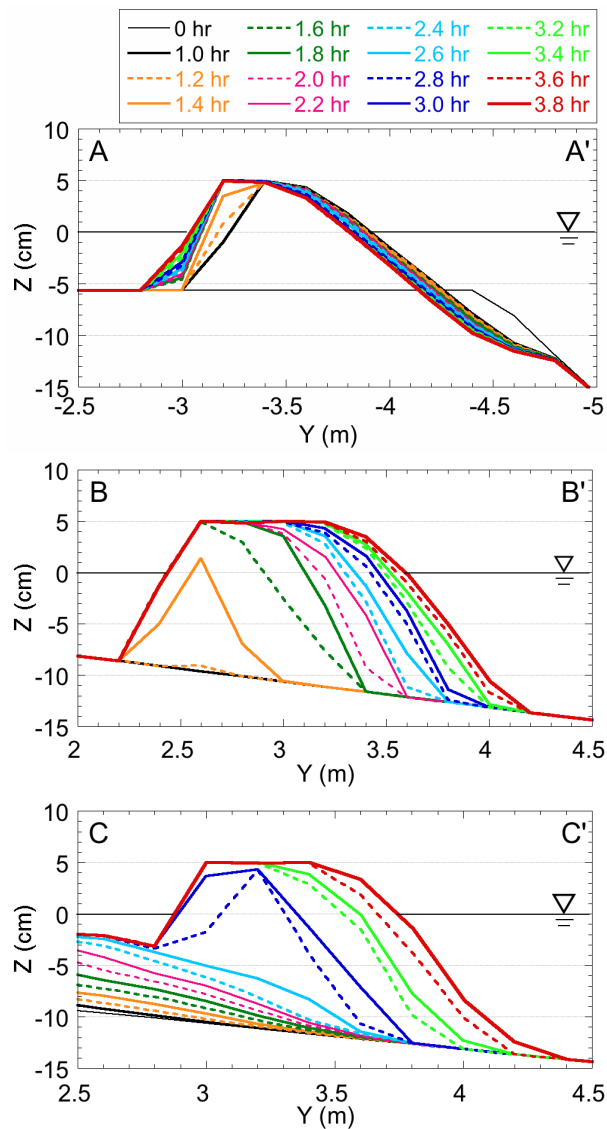 0 hr 1.6 hr 2.4 hr 3.2 hr
1.0 hr 1.8 hr 2.6 hr 3.4 hr
1.2 hr 2.0 hr 2.8 hr 3.6 hr
1.4 hr 2.2 hr 3.0 hr 3.8 hr
10
A A'
5
0
-5
-10
-15
Z (cm)
-2.5 -3 -3.5 -4 -4.5 -5
Y (m)
10
B B'
5
0
-5
-10
-15
Z (cm)
2 2.5 3 3.5 4 4.5
Y (m)
10
C C'
5
0
-5
-10
-15
Z (cm)
2.5 3 3.5 4 4.5
Y (m)